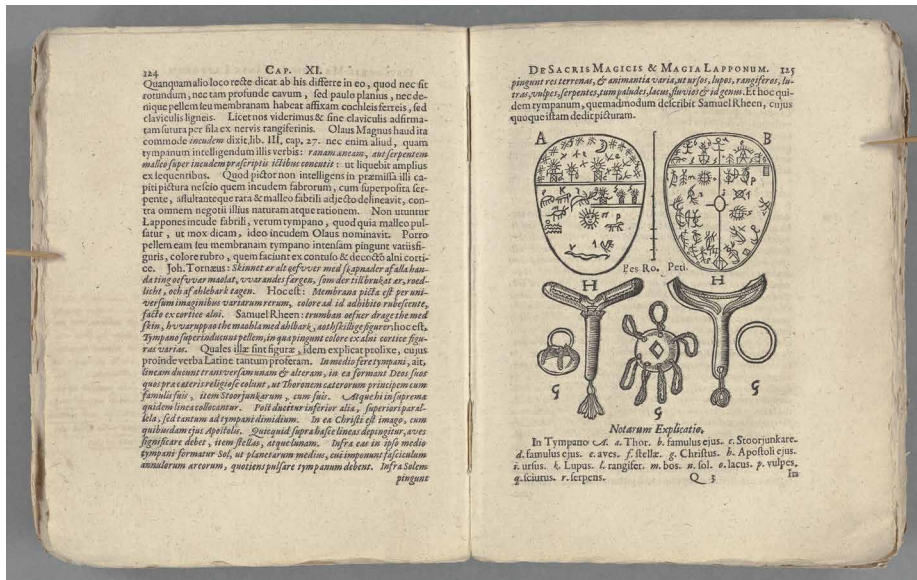 124 CAP. XI.
Quanquam alio loco recte dicat ab his differre in eo, quod nec sit
rotundum, nec tam profunde cavum, sed paulo planius, nec de-
nique pellem seu membranam habeat affixam cochleis ferreis, sed
claviculis ligneis. Licet nos viderimus & sine claviculis adfirma-
tam sutura per fila ex nervis rangiferinis. Olaus Magnus haud ita
commode incudem dixit, lib. III, cap. 27. nec enim aliud, quam
tympanum intelligendum illis verbis: ranam æneam, aut serpentem
malleo super incudem præscriptis ictibus concutit: ut liquebit amplius
ex sequentibus. Quod pictor non intelligens in præmissa illi ca-
piti pictura nescio quem incudem fabrorum, cum superposita ser-
pente, assultanteque rana & malleo fabrili adjecto delineavit, con-
tra omnem negotii illius naturam atque rationem. Non utuntur
Lappones incude fabrili, verum tympano, quod quia malleo pul-
satur, ut mox dicam, ideo incudem Olaus nominavit. Porro
pellem eam seu membranam tympano intensam pingunt variis fi-
guris, colore rubro, quem faciunt ex contuso & decocto alni corti-
ce. Joh. Tornæus: Skinnet är alt
med skapnader af alla han-
da ting
färgen, som der till brukat är, roed-
licht, och af ahlebark tagen. Hoc est: Membrana picta est per uni-
versum imaginibus variarum rerum, colore ad id adhibito rubescente,
facto ex cortice alni. Samuel Rheen: trumban oefuer drage the med
skin, hvvaruppa the maohla med ahlbark, aothskillige figurer; hoc est,
Tympano superinducunt pellem, in qua pingunt colore ex alni cortice figu-
ras varias. Quales illæ sint figuræ, idem explicat prolixe, cujus
proinde verba Latine tantum proferam. In medio fere tympani, ait,
lineam ducunt transversam unam & alteram, in ea formant Deos suos
quos præ cæteris religiose colunt, ut Thoronem cæterorum principem cum
famulis suis, item Stoorjunkarum, cum suis. Atque hi in suprema
quidem linea collocantur. Post ducitur inferior alia, superiori paral-
lela, sed tantum ad tympani dimidium. In ea Christi est imago, cum
quibusdam ejus Apostolis. Quicquid supra hasce lineas depingitur, aves
significare debet, item stellas, atque lunam. Infra eas in ipso medio
tympani formatur Sol, ut planetarum medius, cui imponunt fasciculum
annulorum æreorum, quotiens pulsare tympanum debent. Infra Solem
pingunt
DE SACRIS MAGICIS & MAGIA LAPPONUM. 125
pingunt res terrenas, & animantia varia, ut ursos, lupos, rangiferos, lu-
tras, vulpes, serpentes, tum paludes, lacus, fluvios & id genus. Et hoc qui-
dem tympanum, quemadmodum describit Samuel Rheen, cujus
quoque istam dedit picturam.
A B
Pes Ro. Peti.
H H
G G G
Notarum Explicatio.
In Tympano A. a. Thor. b. famulus ejus. c. Stoorjunkare.
d. famulus ejus. e. aves. f. stellæ. g. Christus. h. Apostoli ejus.
i. ursus. k. Lupus. l. rangifer. m. bos. n. sol. o. lacus. p. vulpes.
q. sciurus. r. serpens. Q 3 In